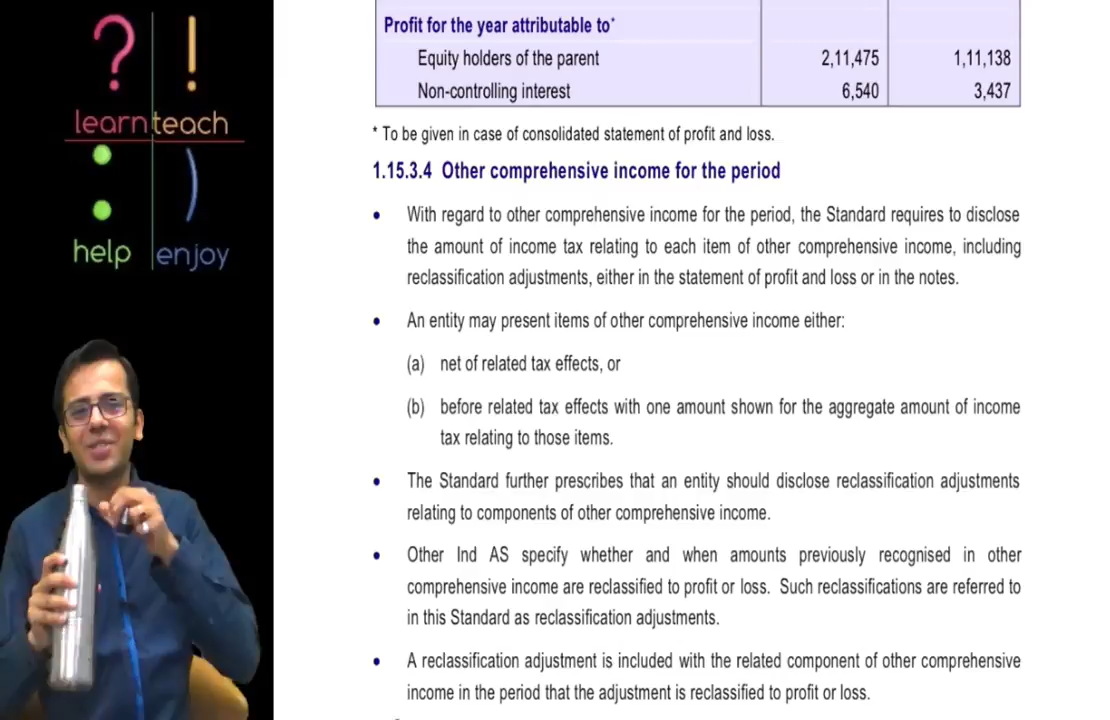 ? !
learn teach
: )
help enjoy
Profit for the year attributable to*
Equity holders of the parent 2,11,475 1,11,138
Non-controlling interest 6,540 3,437
* To be given in case of consolidated statement of profit and loss.
1.15.3.4 Other comprehensive income for the period
• With regard to other comprehensive income for the period, the Standard requires to disclose
the amount of income tax relating to each item of other comprehensive income, including
reclassification adjustments, either in the statement of profit and loss or in the notes.
• An entity may present items of other comprehensive income either:
(a) net of related tax effects, or
(b) before related tax effects with one amount shown for the aggregate amount of income
tax relating to those items.
• The Standard further prescribes that an entity should disclose reclassification adjustments
relating to components of other comprehensive income.
• Other Ind AS specify whether and when amounts previously recognised in other
comprehensive income are reclassified to profit or loss. Such reclassifications are referred to
in this Standard as reclassification adjustments.
• A reclassification adjustment is included with the related component of other comprehensive
income in the period that the adjustment is reclassified to profit or loss.